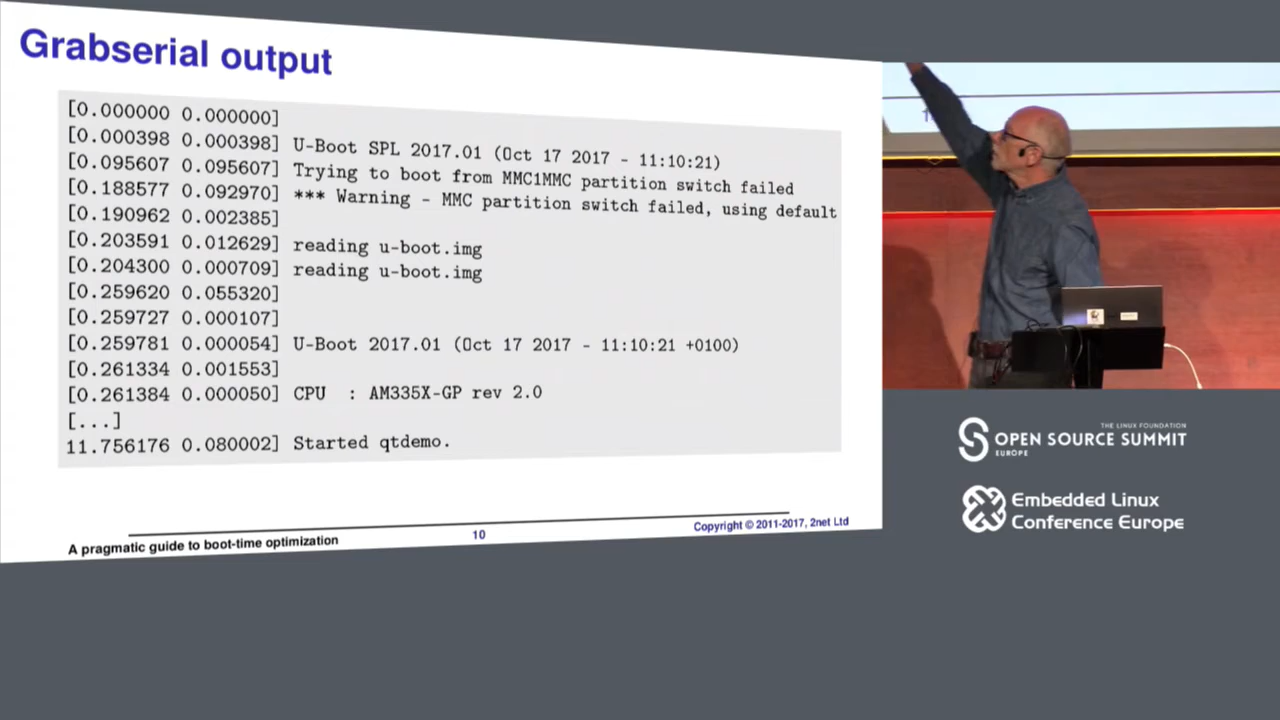 Grabserial output
[0.000000 0.000000]
[0.000398 0.000398] U-Boot SPL 2017.01 (Oct 17 2017 - 11:10:21)
[0.095607 0.095607] Trying to boot from MMC1MMC partition switch failed
[0.188577 0.092970] *** Warning - MMC partition switch failed, using default
[0.190962 0.002385]
[0.203591 0.012629] reading u-boot.img
[0.204300 0.000709] reading u-boot.img
[0.259620 0.055320]
[0.259727 0.000107]
[0.259781 0.000054] U-Boot 2017.01 (Oct 17 2017 - 11:10:21 +0100)
[0.261334 0.001553]
[0.261384 0.000050] CPU : AM335X-GP rev 2.0
[...]
11.756176 0.080002] Started qtdemo.
A pragmatic guide to boot-time optimization
10
Copyright © 2011-2017, 2net Ltd
THE LINUX FOUNDATION
OPEN SOURCE SUMMIT
EUROPE
Embedded Linux
Conference Europe